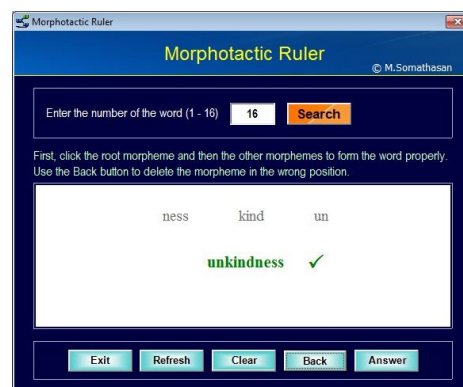 Morphotactic Ruler
Morphotactic Ruler
© M.Somathasan
Enter the number of the word (1 - 16) 16 Search
First, click the root morpheme and then the other morphemes to form the word properly.
Use the Back button to delete the morpheme in the wrong position.
ness kind un
unkindness ✓
Exit Refresh Clear Back Answer